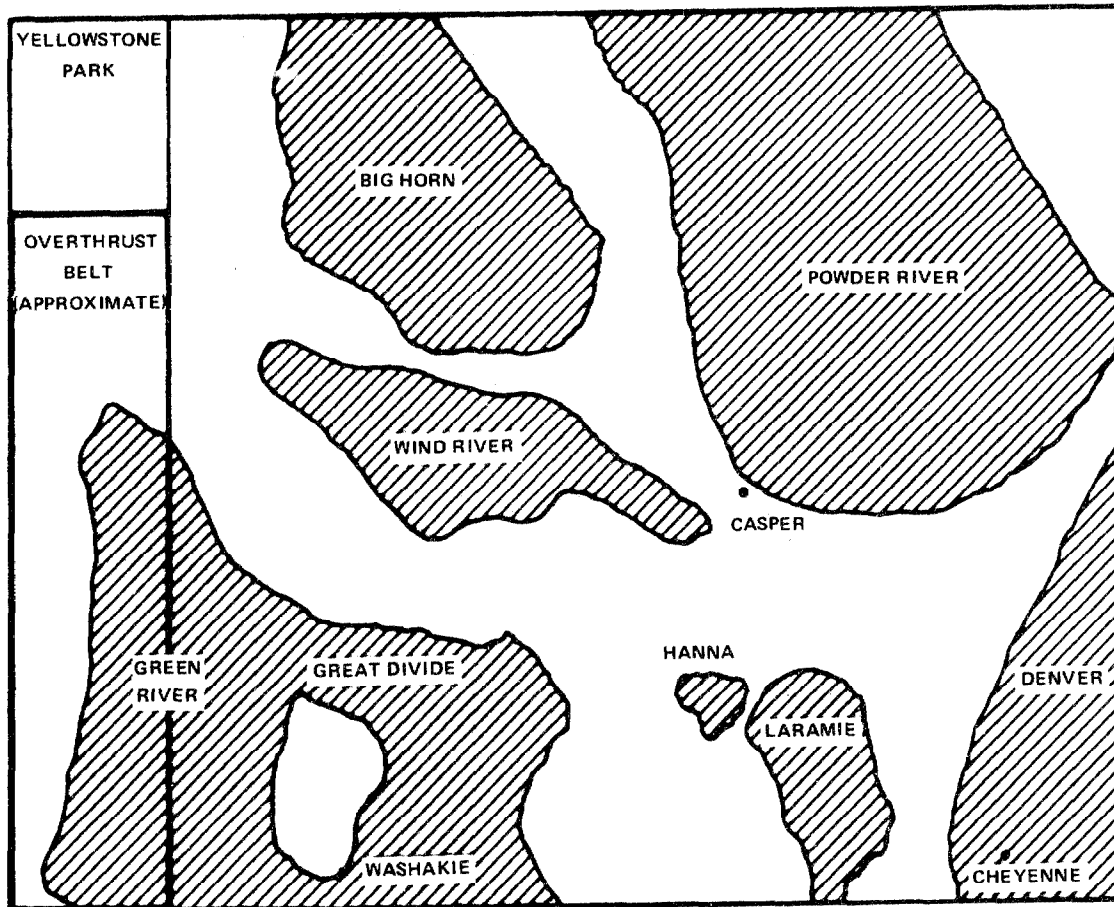 YELLOWSTONE
PARK
BIG HORN
OVERTHRUST
BELT
(APPROXIMATE)
POWDER RIVER
WIND RIVER
CASPER
HANNA
GREEN
RIVER
GREAT DIVIDE
DENVER
LARAMIE
WASHAKIE
CHEYENNE